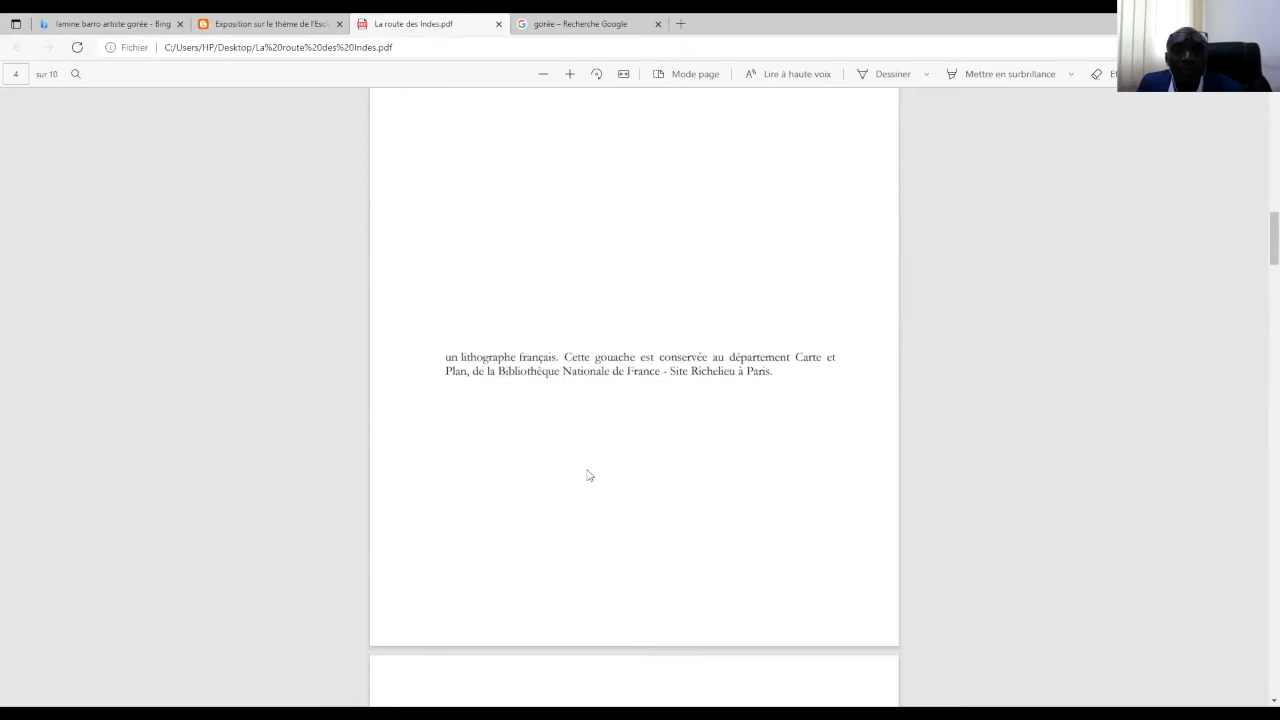 lamine barro artiste gorée - Bing
Exposition sur le thème de l'Escl
La route des Indes.pdf
gorée – Recherche Google
Fichier
C:/Users/HP/Desktop/La%20route%20des%20Indes.pdf
4 sur 10
Mode page
Lire à haute voix
Dessiner
Mettre en surbrillance
un lithographe français. Cette gouache est conservée au département Carte et
Plan, de la Bibliothèque Nationale de France - Site Richelieu à Paris.